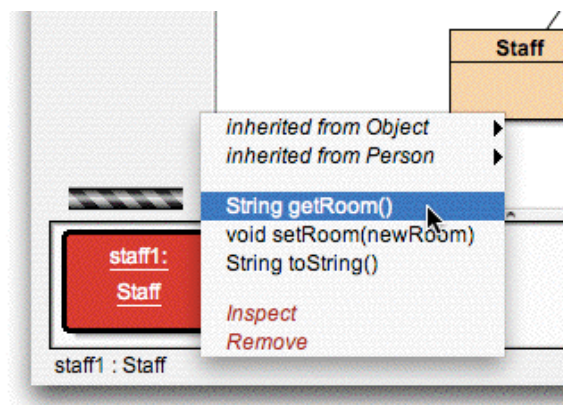 Staff
inherited from Object
inherited from Person
String getRoom()
void setRoom(newRoom)
String toString()
Inspect
Remove
staff1:
Staff
staff1 : Staff